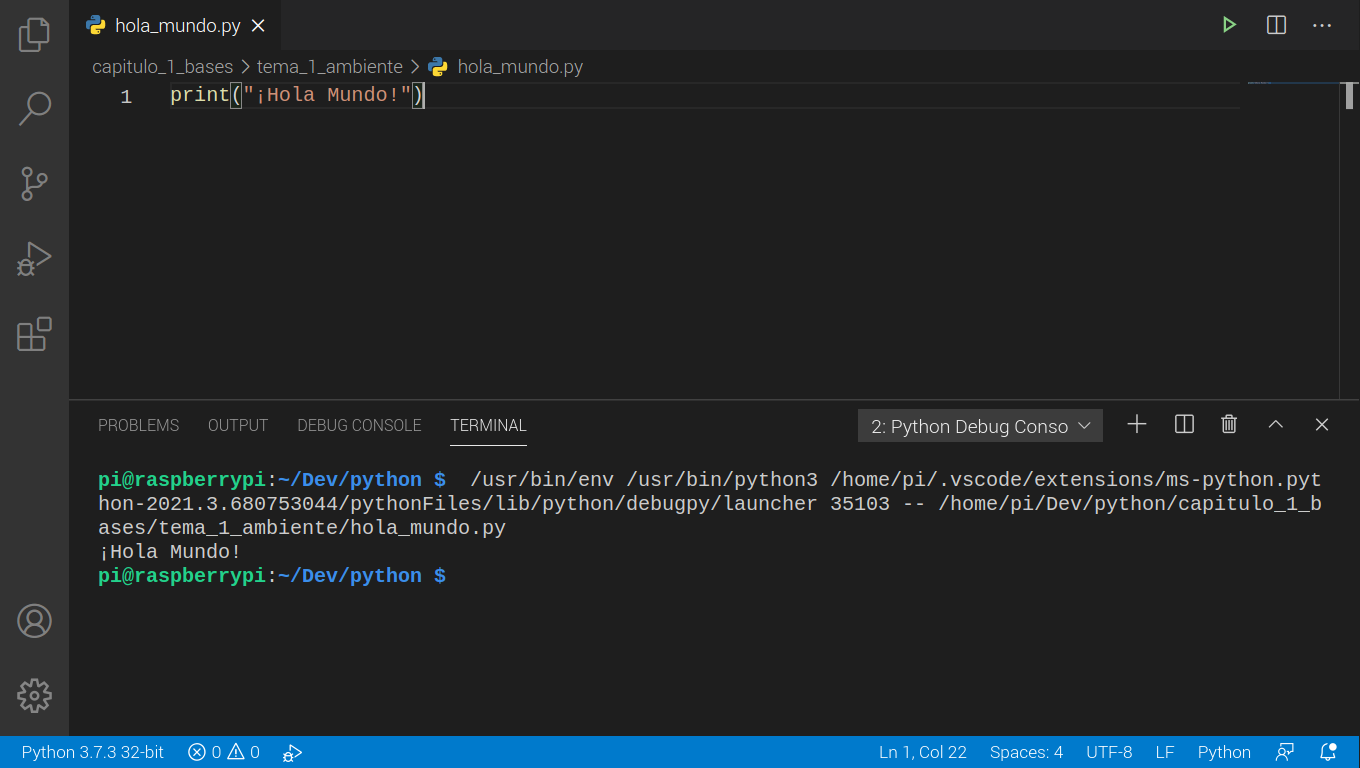 hola_mundo.py
capitulo_1_bases > tema_1_ambiente > hola_mundo.py
1 print("¡Hola Mundo!")
PROBLEMS OUTPUT DEBUG CONSOLE TERMINAL 2: Python Debug Conso
pi@raspberrypi:~/Dev/python $  /usr/bin/env /usr/bin/python3 /home/pi/.vscode/extensions/ms-python.pyt
hon-2021.3.680753044/pythonFiles/lib/python/debugpy/launcher 35103 -- /home/pi/Dev/python/capitulo_1_b
ases/tema_1_ambiente/hola_mundo.py
¡Hola Mundo!
pi@raspberrypi:~/Dev/python $
Python 3.7.3 32-bit 0 0 Ln 1, Col 22 Spaces: 4 UTF-8 LF Python